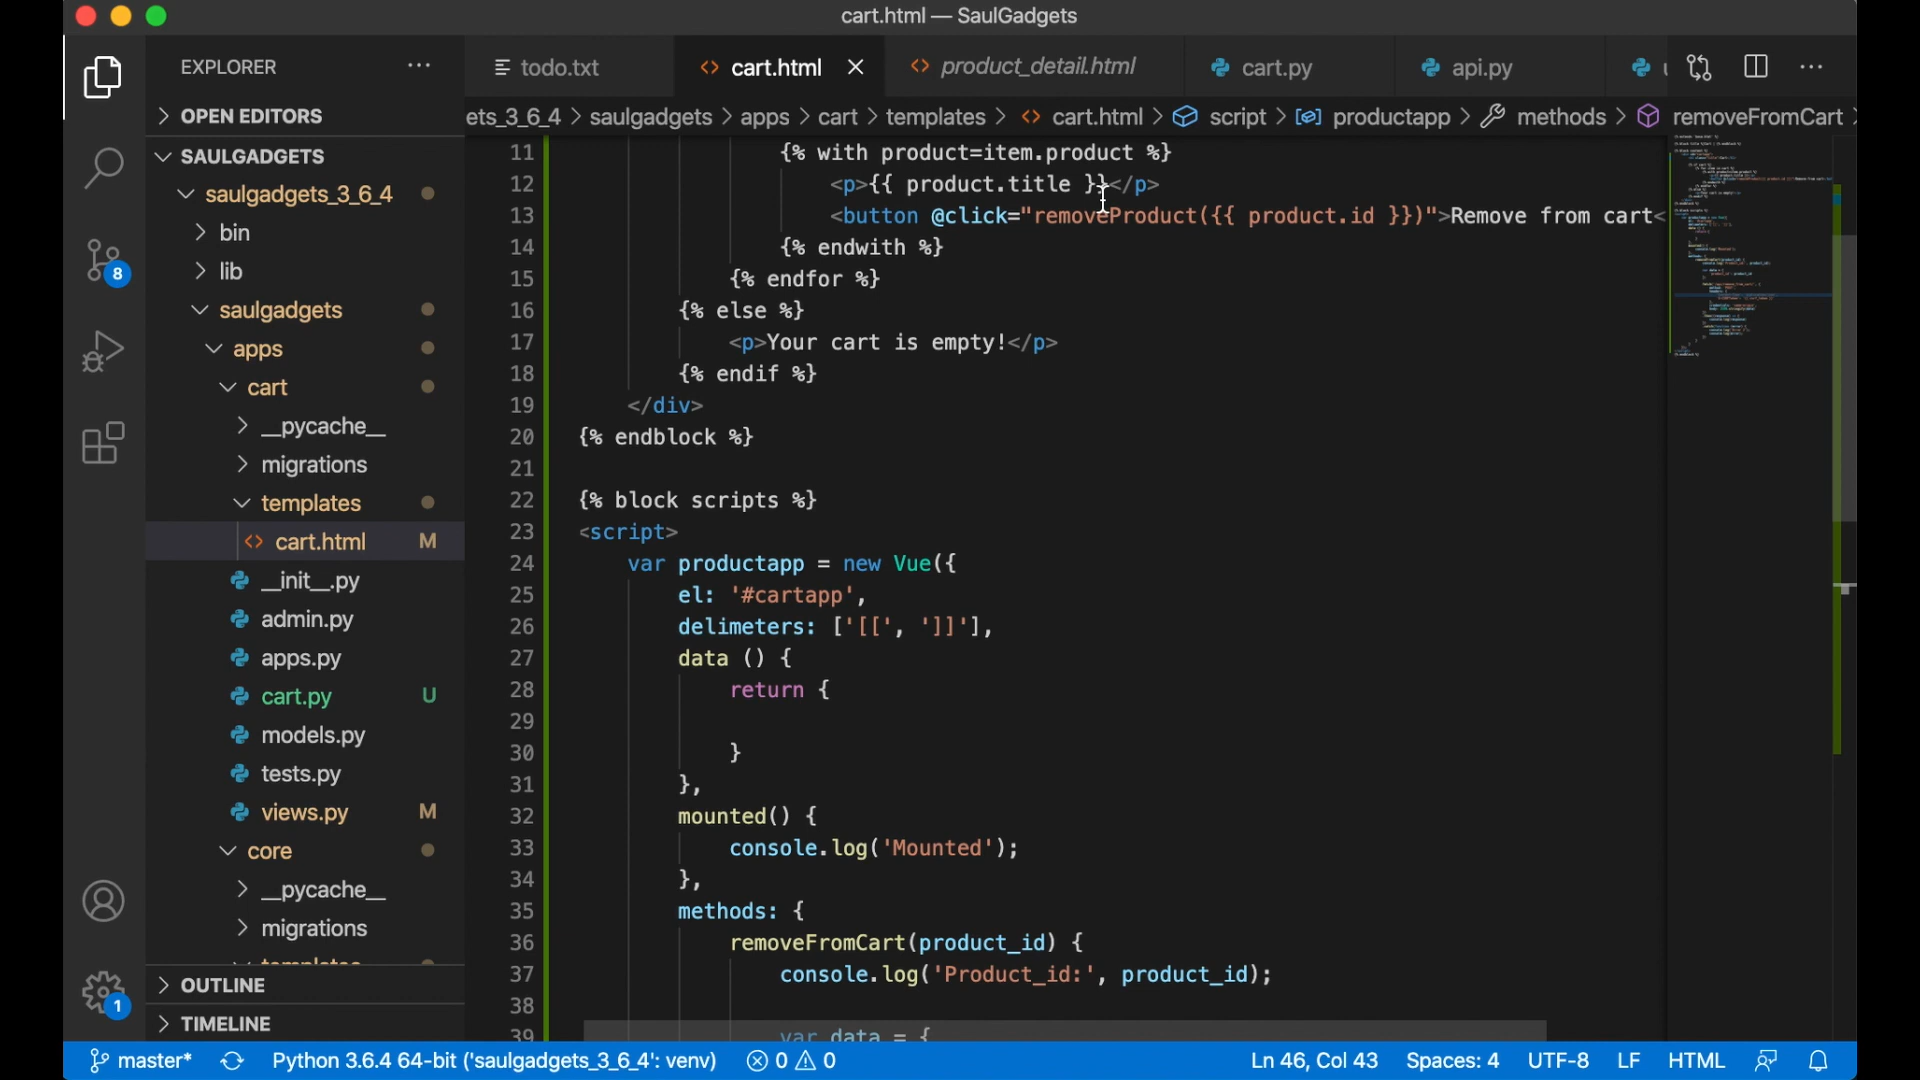 cart.html — SaulGadgets
EXPLORER
todo.txt
cart.html
product_detail.html
cart.py
api.py
OPEN EDITORS
ets_3_6_4 > saulgadgets > apps > cart > templates > cart.html > script > productapp > methods > removeFromCart
SAULGADGETS
saulgadgets_3_6_4
bin
8
lib
saulgadgets
apps
cart
__pycache__
migrations
templates
cart.html M
__init__.py
admin.py
apps.py
cart.py U
models.py
tests.py
views.py M
core
__pycache__
migrations
OUTLINE
1
TIMELINE
11 {% with product=item.product %}
12 <p>{{ product.title }}</p>
13 <button @click="removeProduct({{ product.id }})">Remove from cart<
14 {% endwith %}
15 {% endfor %}
16 {% else %}
17 <p>Your cart is empty!</p>
18 {% endif %}
19 </div>
20 {% endblock %}
21
22 {% block scripts %}
23 <script>
24 var productapp = new Vue({
25 el: '#cartapp',
26 delimeters: ['[[', ']]'],
27 data () {
28 return {
29
30 }
31 },
32 mounted() {
33 console.log('Mounted');
34 },
35 methods: {
36 removeFromCart(product_id) {
37 console.log('Product_id:', product_id);
38
39 var data = {
master* Python 3.6.4 64-bit ('saulgadgets_3_6_4': venv) 0 0 Ln 46, Col 43 Spaces: 4 UTF-8 LF HTML